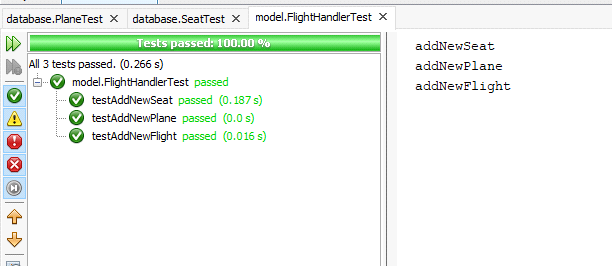 database.PlaneTest database.SeatTest model.FlightHandlerTest
Tests passed: 100.00 %
All 3 tests passed. (0.266 s)
model.FlightHandlerTest passed
testAddNewSeat passed (0.187 s)
testAddNewPlane passed (0.0 s)
testAddNewFlight passed (0.016 s)
addNewSeat
addNewPlane
addNewFlight